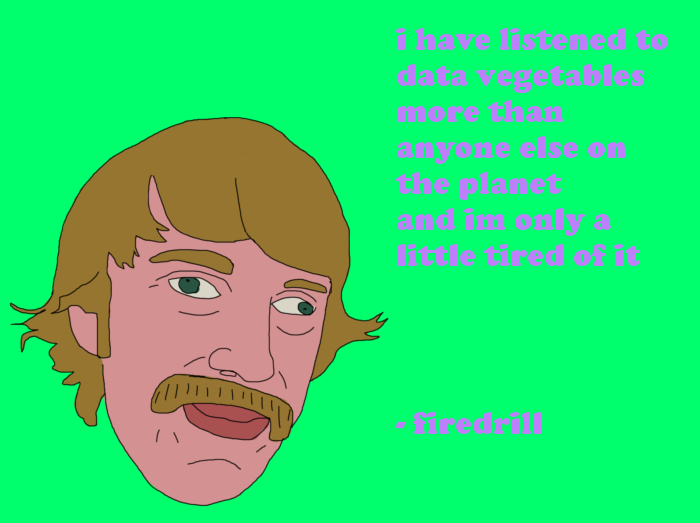 i have listened to
data vegetables
more than
anyone else on
the planet
and im only a
little tired of it
- firedrill